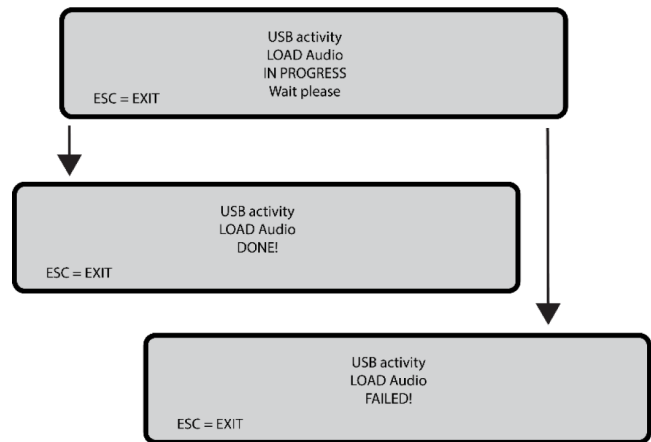 USB activity
LOAD Audio
IN PROGRESS
Wait please
ESC = EXIT
USB activity
LOAD Audio
DONE!
ESC = EXIT
USB activity
LOAD Audio
FAILED!
ESC = EXIT